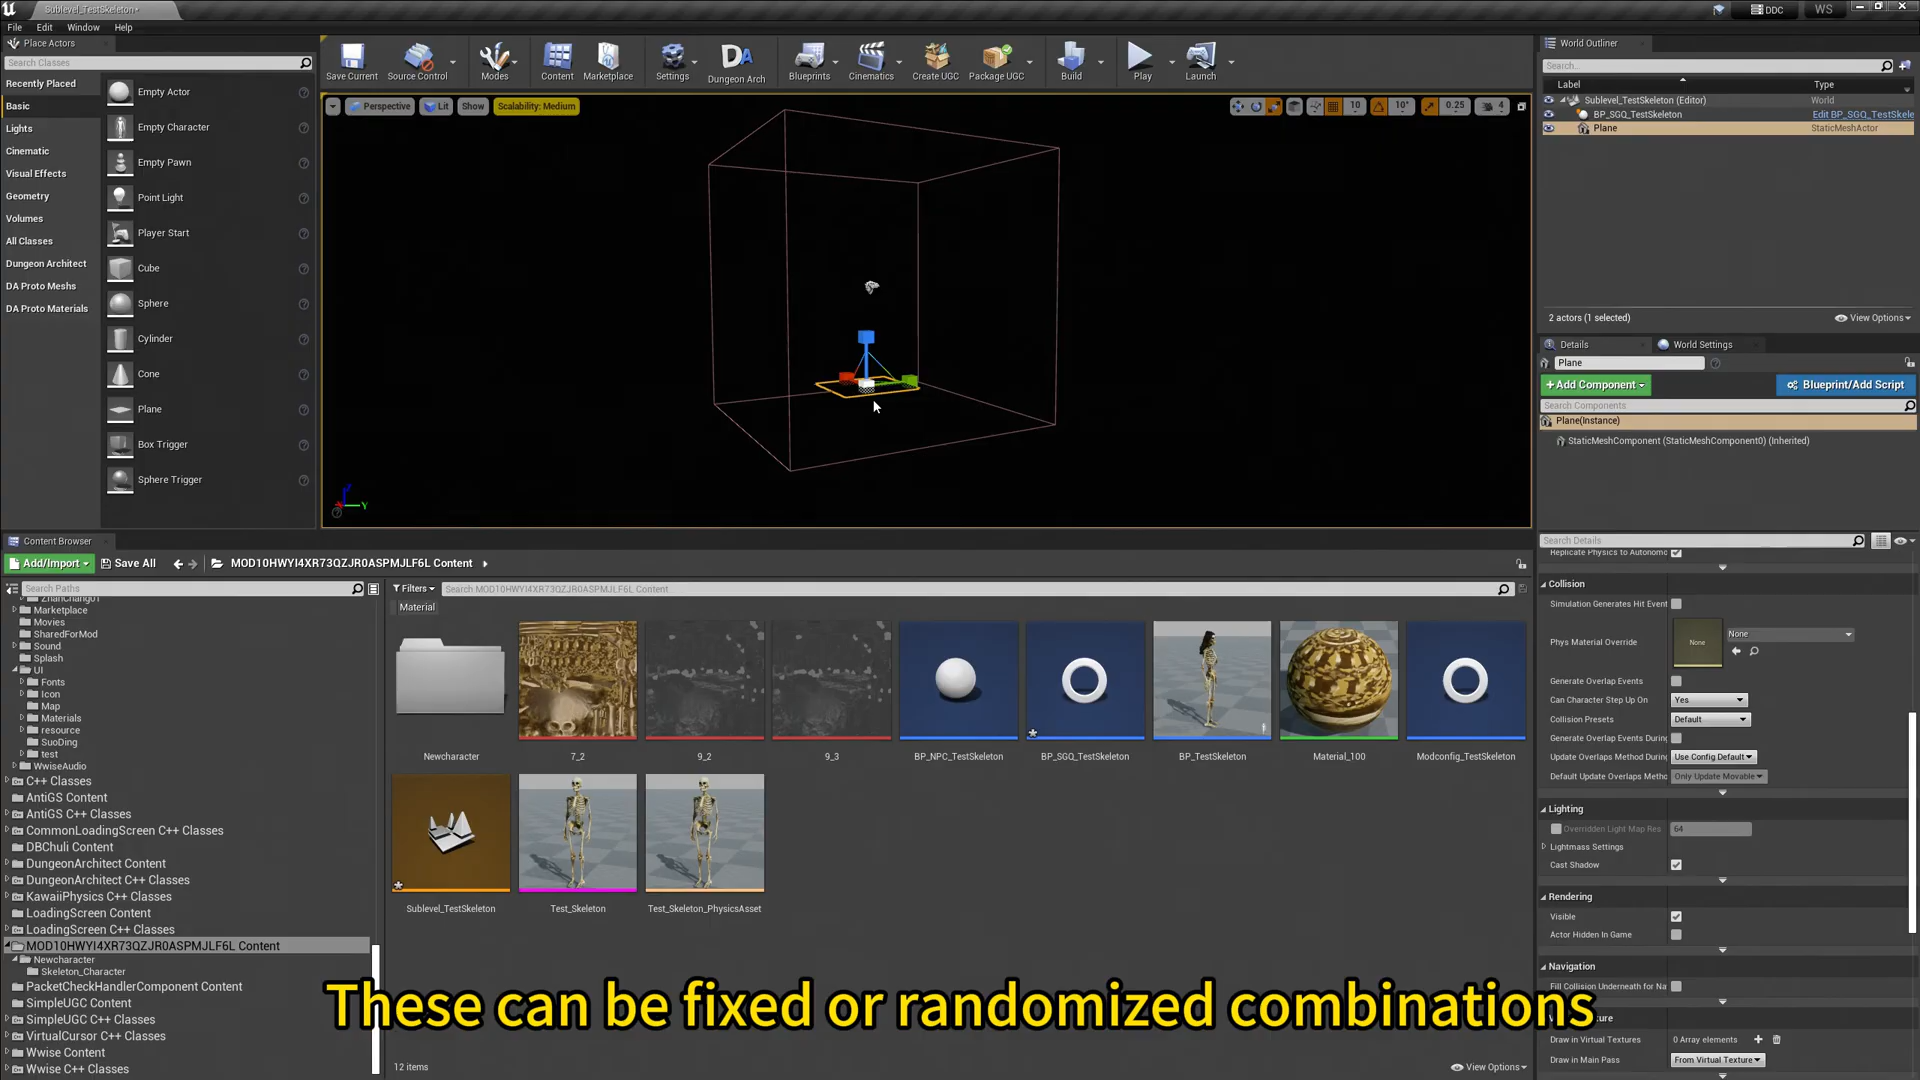 Sublevel_TestSkeleton*
DDC
WS
File Edit Window Help
Place Actors
Search Classes
Recently Placed
Basic
Lights
Cinematic
Visual Effects
Geometry
Volumes
All Classes
Dungeon Architect
DA Proto Meshs
DA Proto Materials
Empty Actor
Empty Character
Empty Pawn
Point Light
Player Start
Cube
Sphere
Cylinder
Cone
Plane
Box Trigger
Sphere Trigger
Save Current
Source Control
Modes
Content
Marketplace
Settings
Dungeon Arch
Blueprints
Cinematics
Create UGC
Package UGC
Build
Play
Launch
Perspective
Lit
Show
Scalability: Medium
10
10°
0.25
4
Y
World Outliner
Search...
Label
Type
Sublevel_TestSkeleton (Editor)
World
BP_SGQ_TestSkeleton
Edit BP_SGQ_TestSkele
Plane
StaticMeshActor
2 actors (1 selected)
View Options
Details
World Settings
Plane
+Add Component
Blueprint/Add Script
Search Components
Plane(Instance)
StaticMeshComponent (StaticMeshComponent0) (Inherited)
Search Details
Replicate Physics to Autonomo
Collision
Simulation Generates Hit Event
Phys Material Override
None
None
Generate Overlap Events
Can Character Step Up On
Yes
Collision Presets
Default
Generate Overlap Events During
Update Overlaps Method During
Use Config Default
Default Update Overlaps Metho
Only Update Movable
Lighting
Overridden Light Map Res
64
Lightmass Settings
Cast Shadow
Rendering
Visible
Actor Hidden In Game
Navigation
Fill Collision Underneath for Na
Draw in Virtual Textures
0 Array elements
Draw in Main Pass
From Virtual Texture
Content Browser
Add/Import
Save All
MOD10HWYI4XR73QZJR0ASPMJLF6L Content
Search Paths
ZhanChang01
Marketplace
Movies
SharedForMod
Sound
Splash
UI
Fonts
Icon
Map
Materials
resource
SuoDing
test
WwiseAudio
C++ Classes
AntiGS Content
AntiGS C++ Classes
CommonLoadingScreen C++ Classes
DBChuli Content
DungeonArchitect Content
DungeonArchitect C++ Classes
KawaiiPhysics C++ Classes
LoadingScreen Content
LoadingScreen C++ Classes
MOD10HWYI4XR73QZJR0ASPMJLF6L Content
Newcharacter
Skeleton_Character
PacketCheckHandlerComponent Content
SimpleUGC Content
SimpleUGC C++ Classes
VirtualCursor C++ Classes
Wwise Content
Wwise C++ Classes
Filters
Search MOD10HWYI4XR73QZJR0ASPMJLF6L Content
Material
Newcharacter
7_2
9_2
9_3
BP_NPC_TestSkeleton
BP_SGQ_TestSkeleton
BP_TestSkeleton
Material_100
Modconfig_TestSkeleton
Sublevel_TestSkeleton
Test_Skeleton
Test_Skeleton_PhysicsAsset
These can be fixed or randomized combinations
12 items
View Options